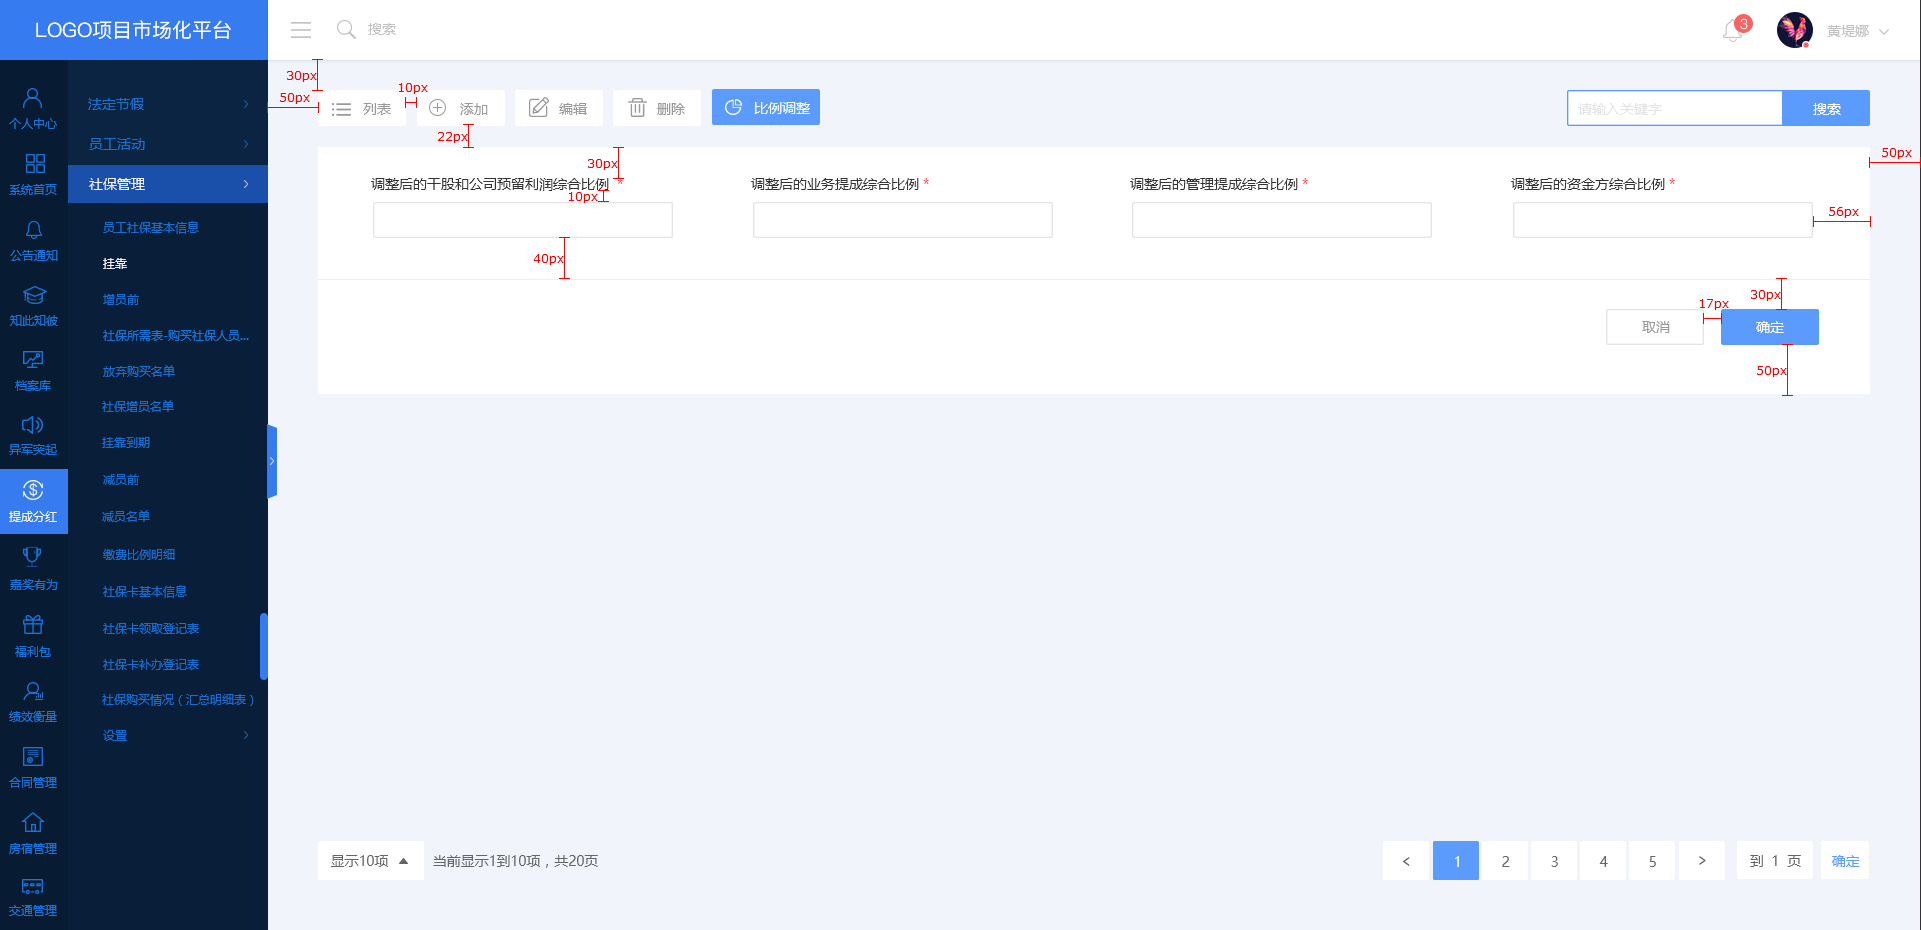 LOGO项目市场化平台
搜索
3
黄堤娜
个人中心
系统首页
公告通知
知此知彼
档案库
异军突起
提成分红
嘉奖有为
福利包
绩效衡量
合同管理
房宿管理
交通管理
法定节假
员工活动
社保管理
员工社保基本信息
挂靠
增员前
社保所需表-购买社保人员...
放弃购买名单
社保增员名单
挂靠到期
减员前
减员名单
缴费比例明细
社保卡基本信息
社保卡领取登记表
社保卡补办登记表
社保购买情况（汇总明细表）
设置
30px
50px
10px
列表
添加
编辑
删除
比例调整
请输入关键字
搜索
22px
30px
50px
调整后的干股和公司预留利润综合比例 *
调整后的业务提成综合比例 *
调整后的管理提成综合比例 *
调整后的资金方综合比例 *
10px
56px
40px
30px
17px
取消
确定
50px
显示10项
当前显示1到10项，共20页
< 1 2 3 4 5 >
到 1 页
确定